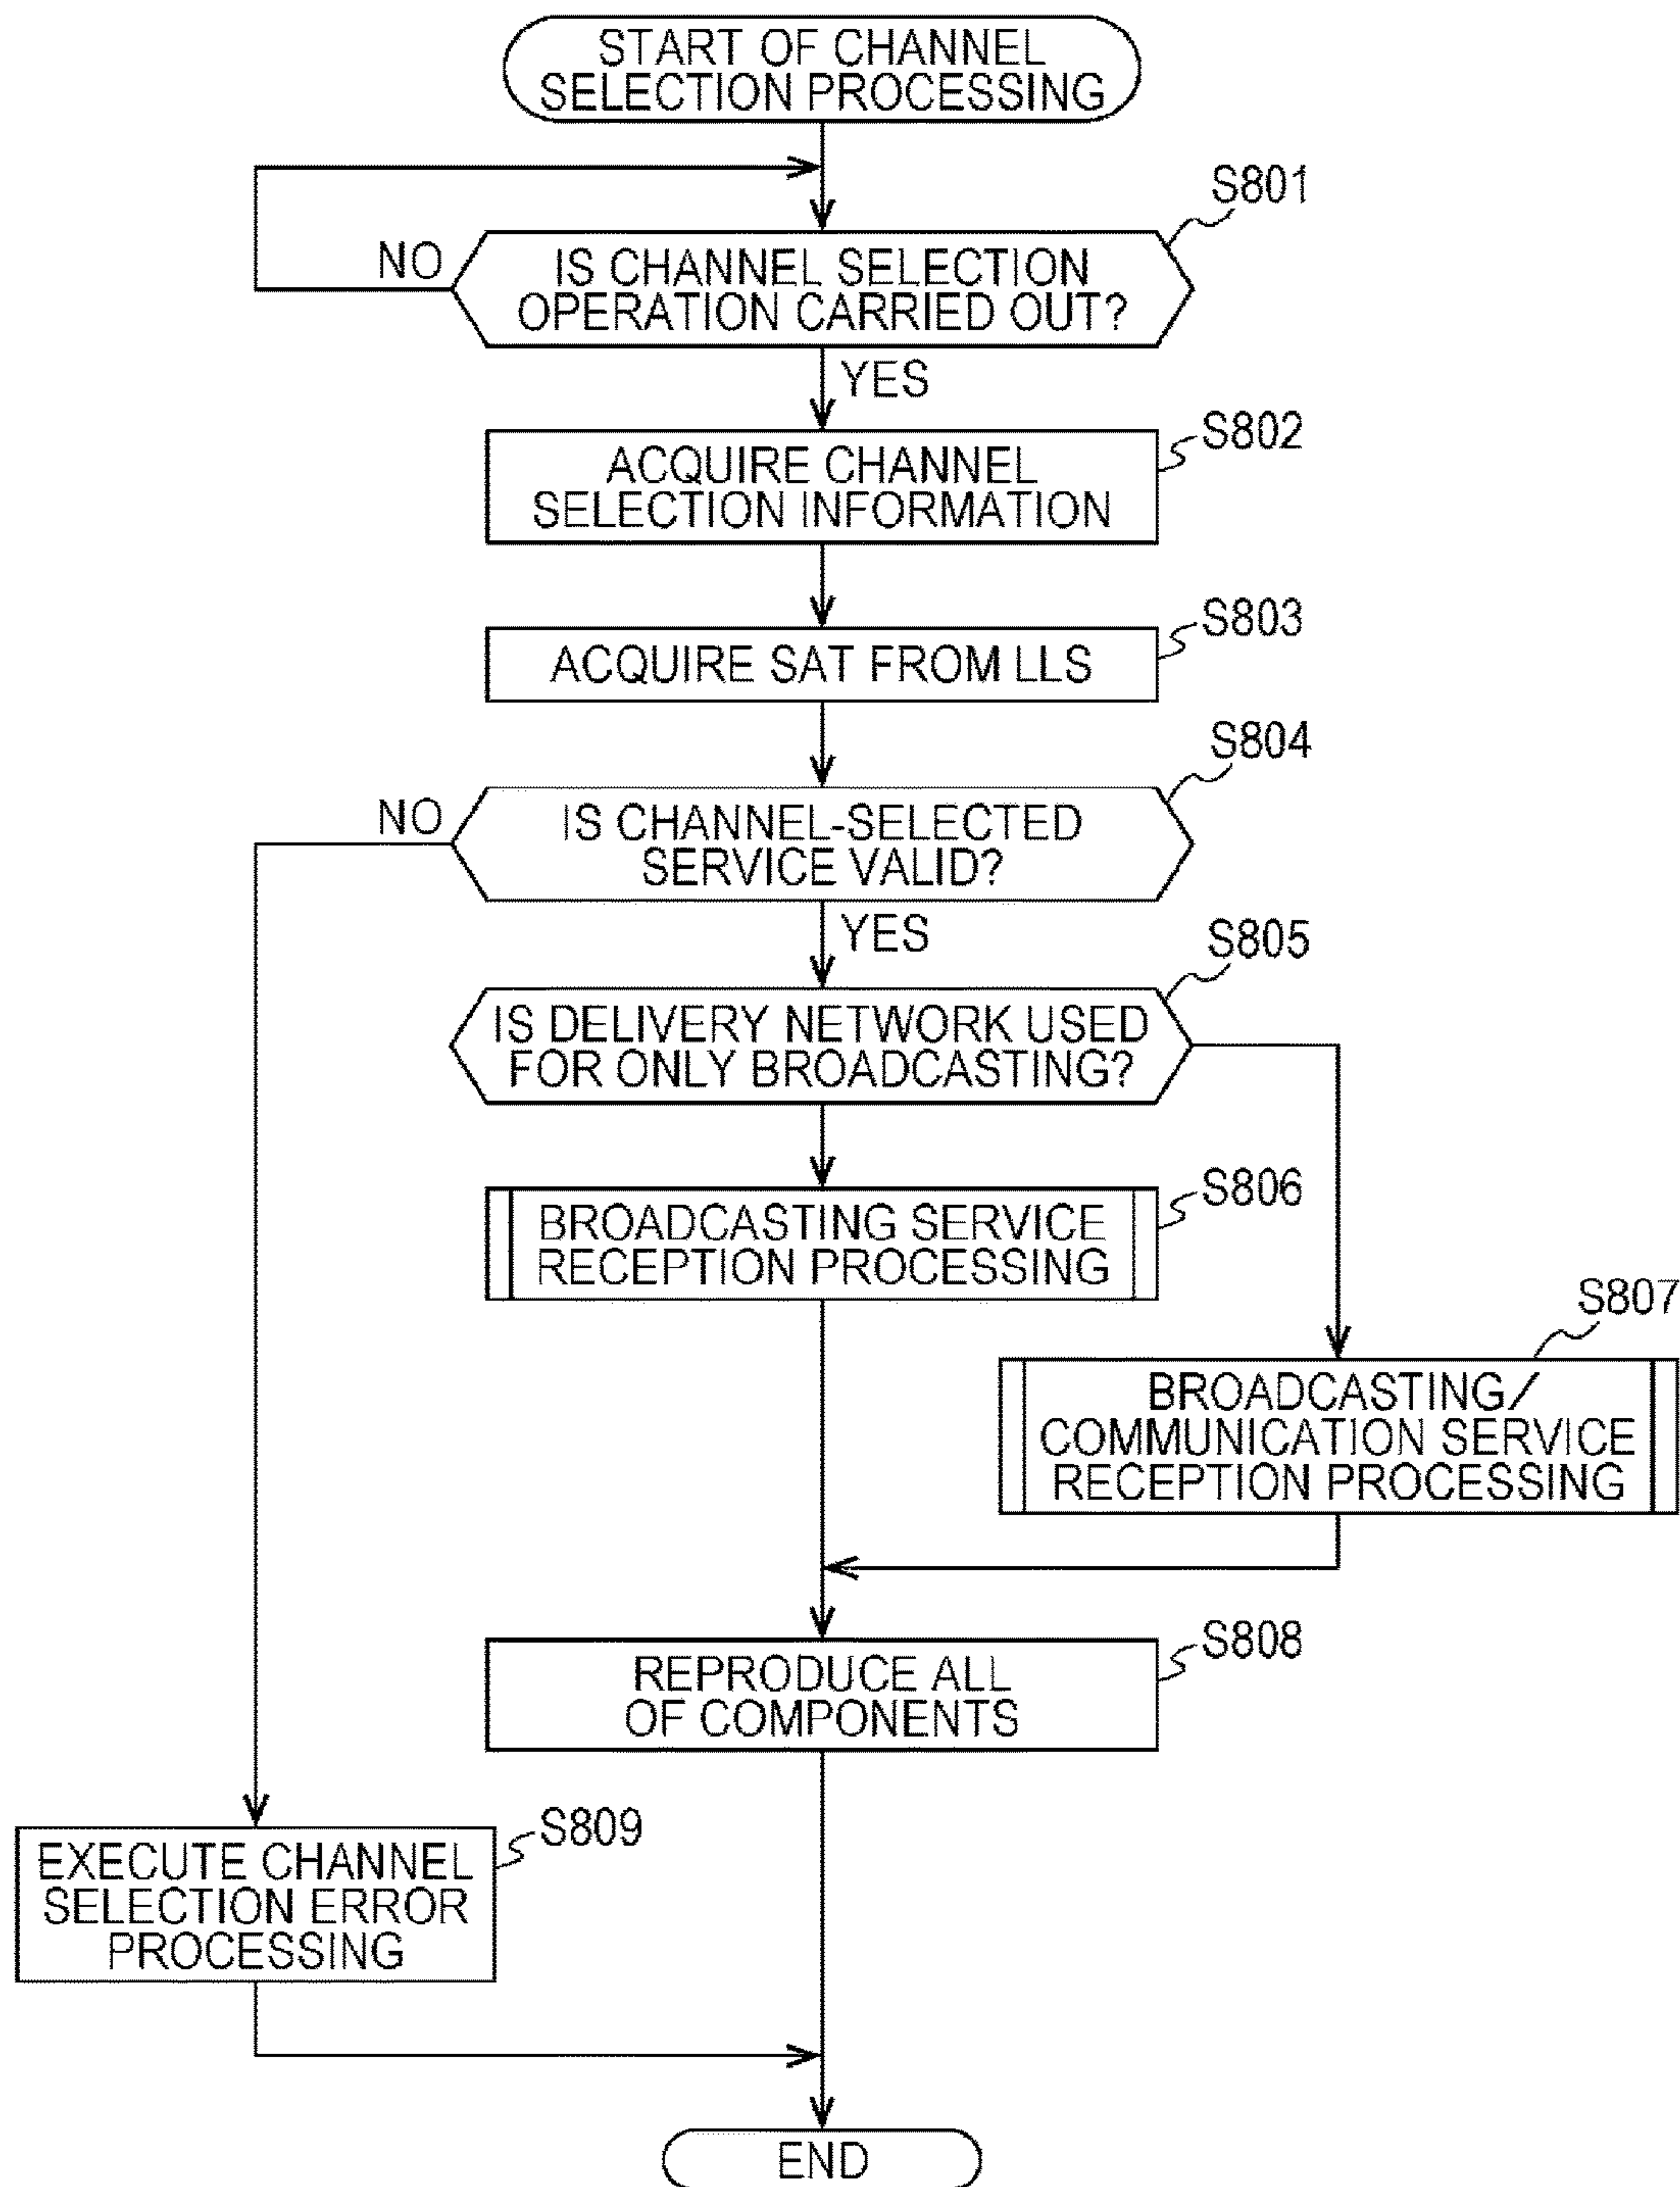 START OF CHANNEL
SELECTION PROCESSING
S801
NO
IS CHANNEL SELECTION
OPERATION CARRIED OUT?
YES
S802
ACQUIRE CHANNEL
SELECTION INFORMATION
S803
ACQUIRE SAT FROM LLS
S804
NO
IS CHANNEL-SELECTED
SERVICE VALID?
YES
S805
IS DELIVERY NETWORK USED
FOR ONLY BROADCASTING?
S806
BROADCASTING SERVICE
RECEPTION PROCESSING
S807
BROADCASTING/
COMMUNICATION SERVICE
RECEPTION PROCESSING
S808
REPRODUCE ALL
OF COMPONENTS
S809
EXECUTE CHANNEL
SELECTION ERROR
PROCESSING
END